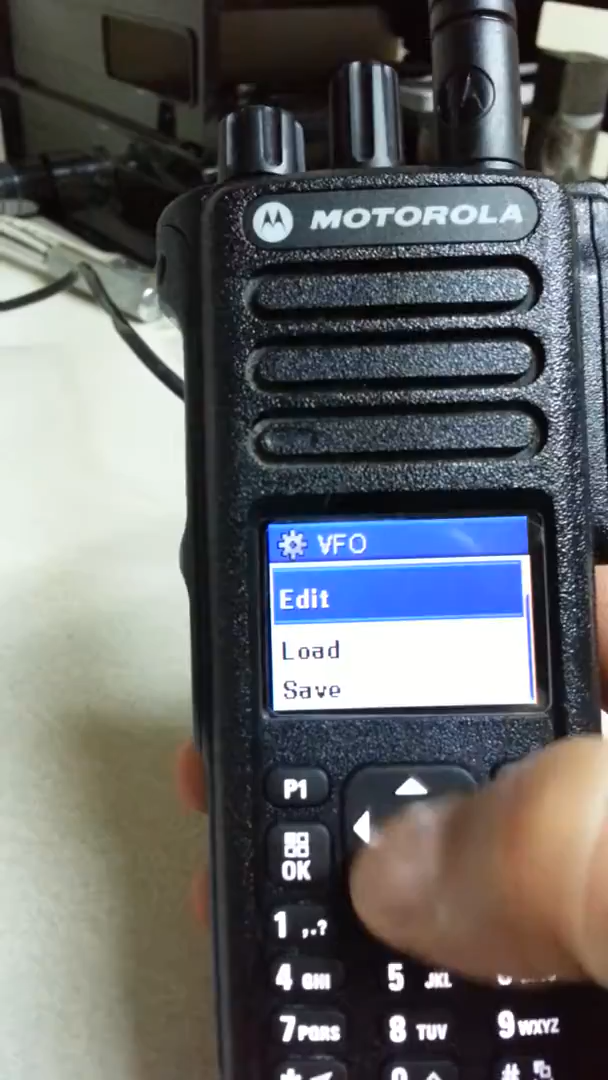 MOTOROLA
VFO
Edit
Load
Save
P1
OK
1 ,.?
4 GHI
5 JKL
7 PQRS
8 TUV
9 WXYZ
*
#